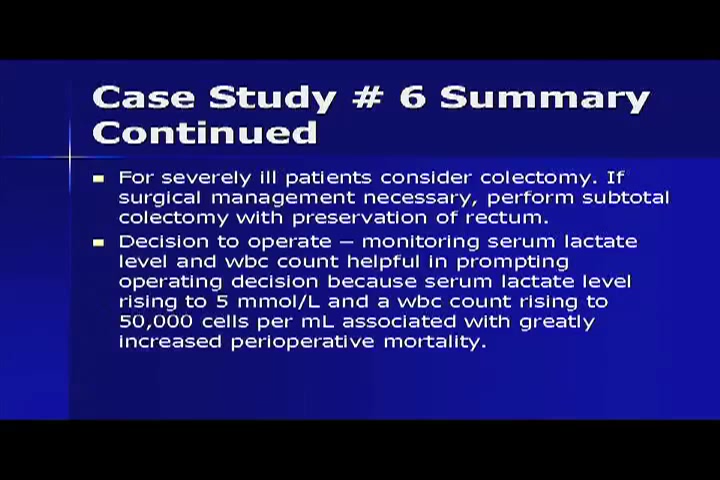 Case Study # 6 Summary
Continued
For severely ill patients consider colectomy. If
surgical management necessary, perform subtotal
colectomy with preservation of rectum.
Decision to operate – monitoring serum lactate
level and wbc count helpful in prompting
operating decision because serum lactate level
rising to 5 mmol/L and a wbc count rising to
50,000 cells per mL associated with greatly
increased perioperative mortality.